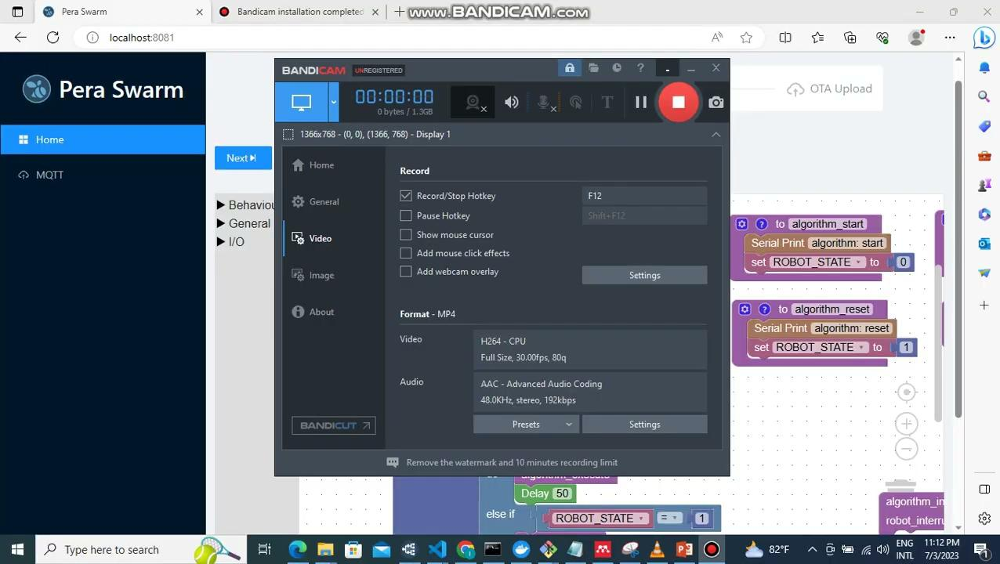 Pera Swarm
Bandicam installation completed
www.BANDICAM.com
localhost:8081
Pera Swarm
Home
MQTT
Next
OTA Upload
Behaviou
General
I/O
BANDICAM
UNREGISTERED
00:00:00
0 bytes / 1.3GB
1366x768 - (0, 0), (1366, 768) - Display 1
Home
General
Video
Image
About
BANDICUT
Record
Record/Stop Hotkey
F12
Pause Hotkey
Shift+F12
Show mouse cursor
Add mouse click effects
Add webcam overlay
Settings
Format - MP4
Video
H264 - CPU
Full Size, 30.00fps, 80q
Audio
AAC - Advanced Audio Coding
48.0KHz, stereo, 192kbps
Presets
Settings
Remove the watermark and 10 minutes recording limit
to algorithm_start
Serial Print algorithm: start
set ROBOT_STATE to 0
to algorithm_reset
Serial Print algorithm: reset
set ROBOT_STATE to 1
Delay 50
else if ROBOT_STATE = 1
algorithm_in
robot_interru
Type here to search
82°F
ENG
INTL
11:12 PM
7/3/2023